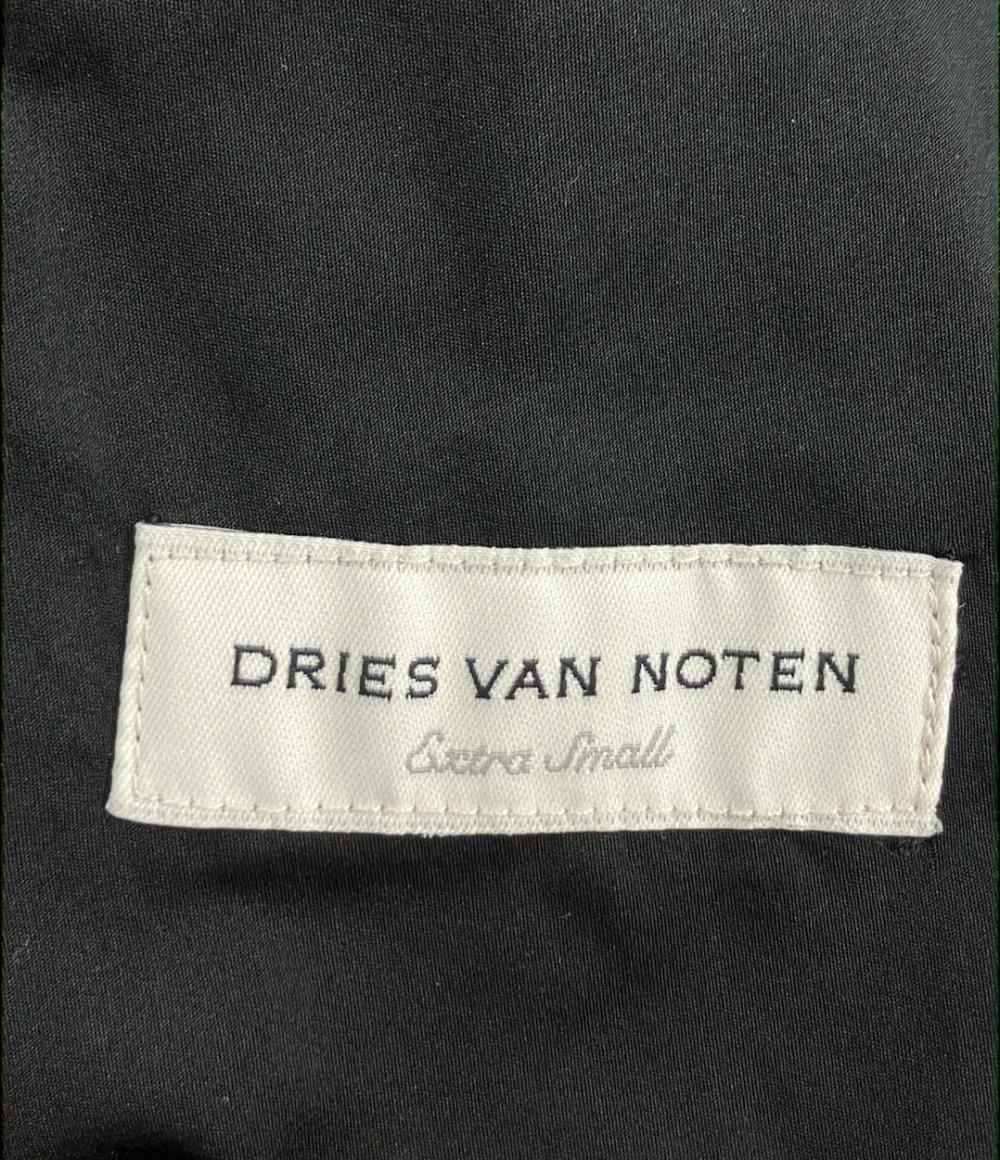 DRIES VAN NOTEN
Extra Small